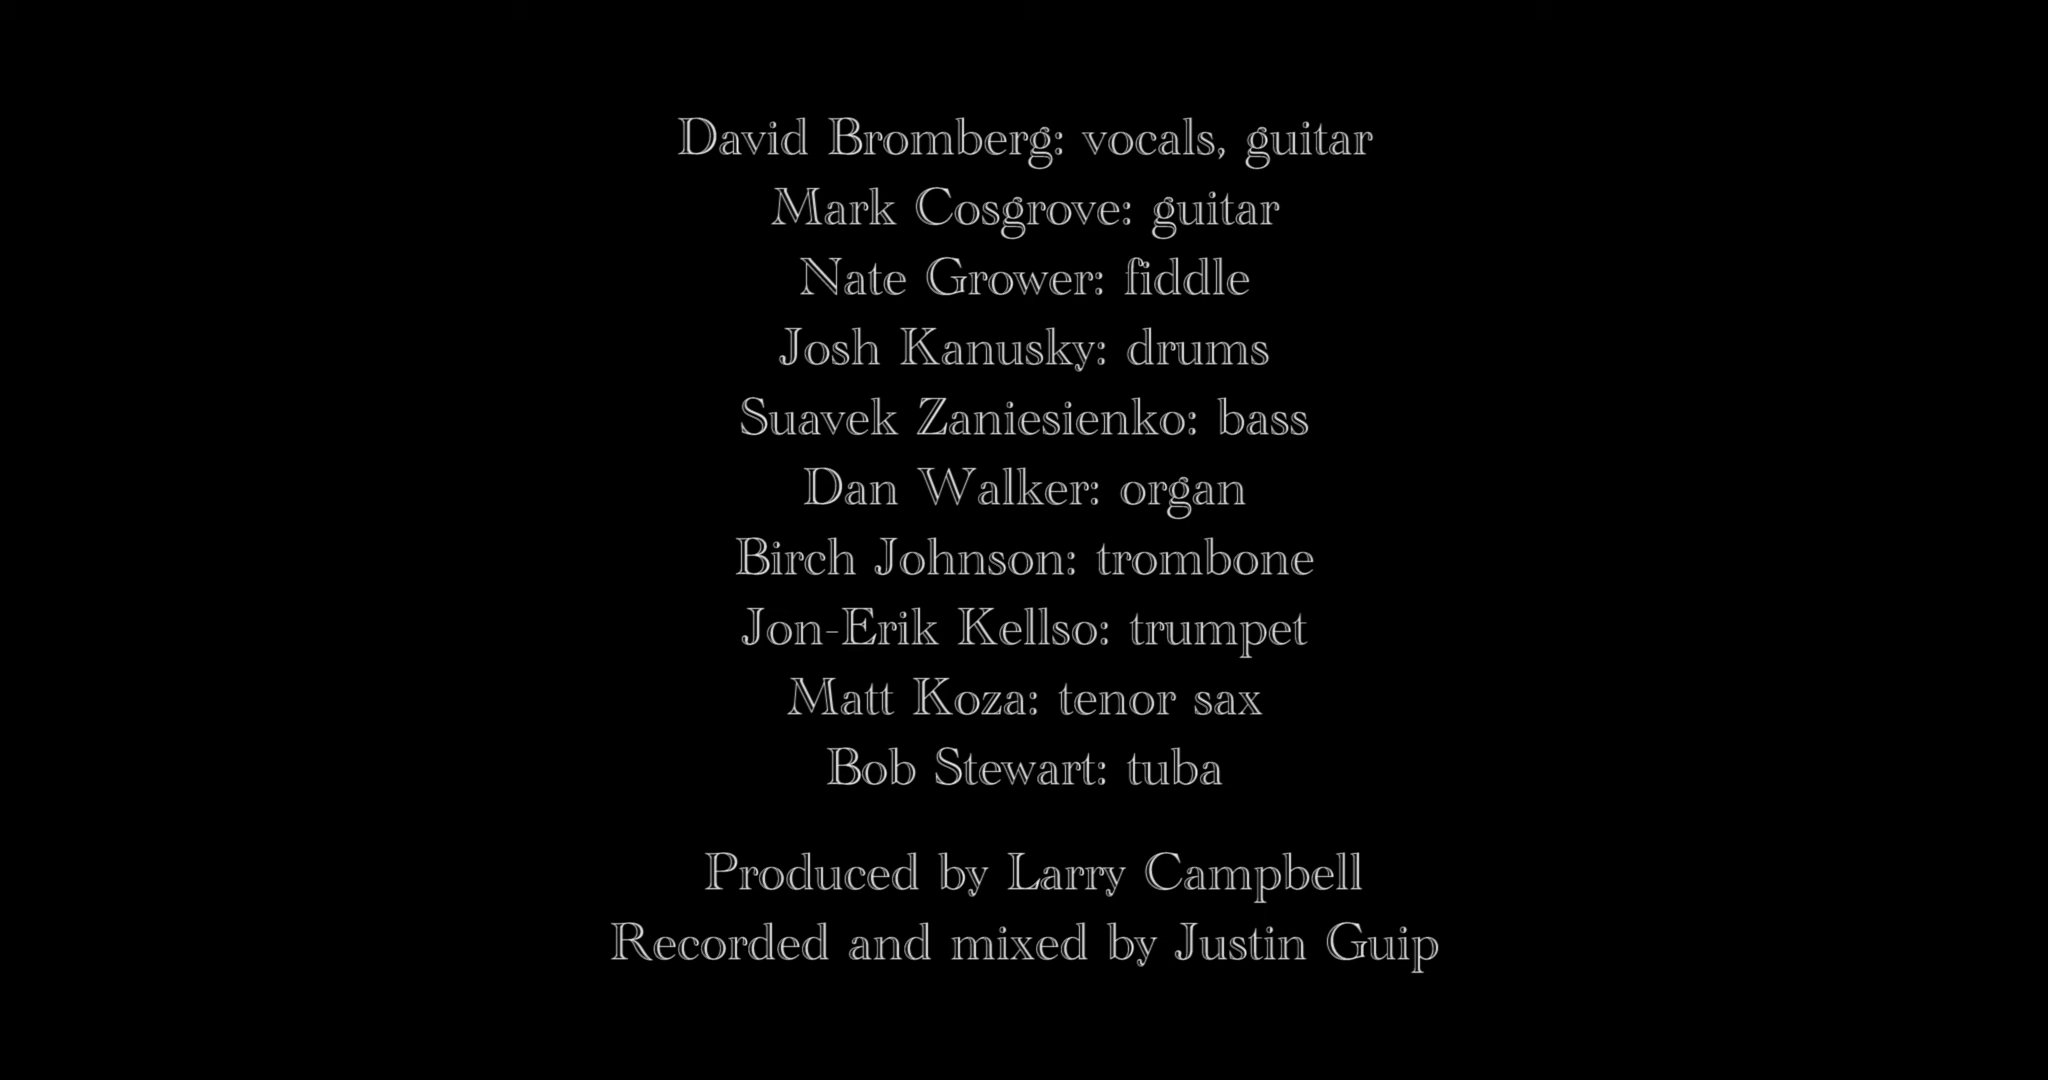 David Bromberg: vocals, guitar
Mark Cosgrove: guitar
Nate Grower: fiddle
Josh Kanusky: drums
Suavek Zaniesienko: bass
Dan Walker: organ
Birch Johnson: trombone
Jon-Erik Kellso: trumpet
Matt Koza: tenor sax
Bob Stewart: tuba
Produced by Larry Campbell
Recorded and mixed by Justin Guip